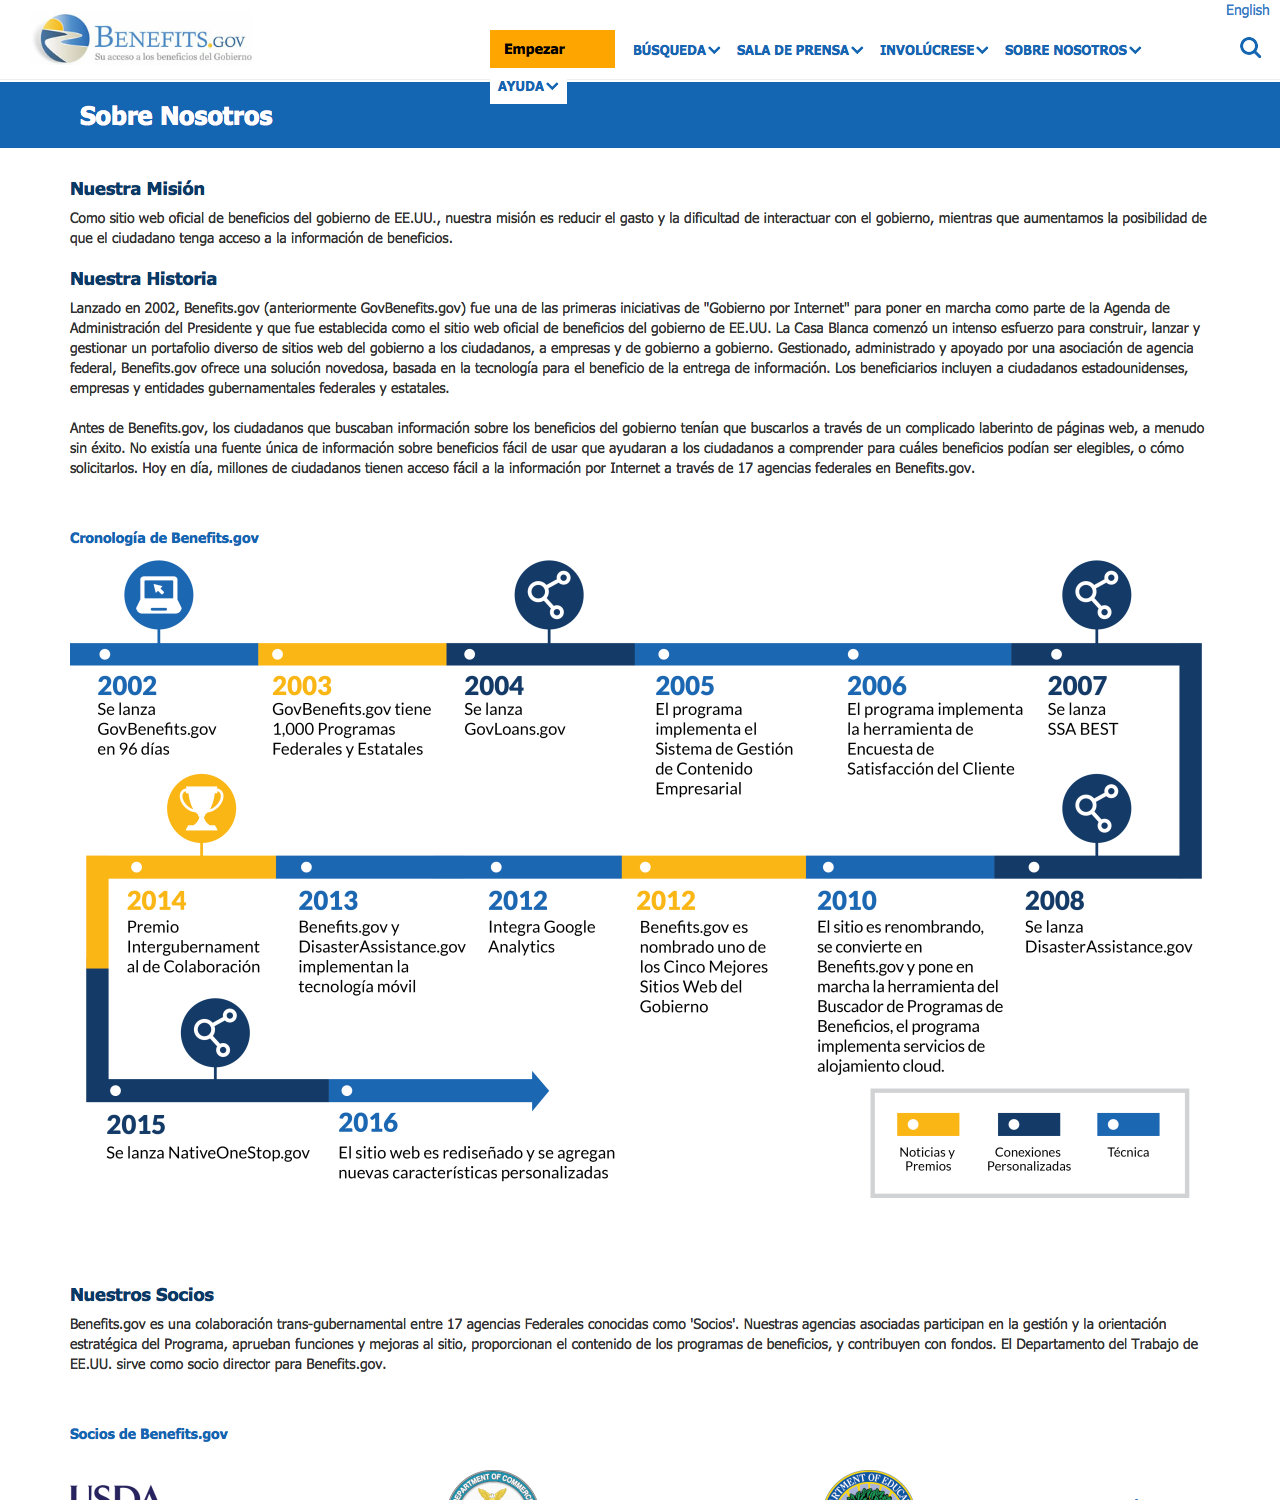 English
BENEFITS.GOV
Su acceso a los beneficios del Gobierno
Empezar
BÚSQUEDA
SALA DE PRENSA
INVOLÚCRESE
SOBRE NOSOTROS
AYUDA
Sobre Nosotros
Nuestra Misión
Como sitio web oficial de beneficios del gobierno de EE.UU., nuestra misión es reducir el gasto y la dificultad de interactuar con el gobierno, mientras que aumentamos la posibilidad de
que el ciudadano tenga acceso a la información de beneficios.
Nuestra Historia
Lanzado en 2002, Benefits.gov (anteriormente GovBenefits.gov) fue una de las primeras iniciativas de "Gobierno por Internet" para poner en marcha como parte de la Agenda de
Administración del Presidente y que fue establecida como el sitio web oficial de beneficios del gobierno de EE.UU. La Casa Blanca comenzó un intenso esfuerzo para construir, lanzar y
gestionar un portafolio diverso de sitios web del gobierno a los ciudadanos, a empresas y de gobierno a gobierno. Gestionado, administrado y apoyado por una asociación de agencia
federal, Benefits.gov ofrece una solución novedosa, basada en la tecnología para el beneficio de la entrega de información. Los beneficiarios incluyen a ciudadanos estadounidenses,
empresas y entidades gubernamentales federales y estatales.
Antes de Benefits.gov, los ciudadanos que buscaban información sobre los beneficios del gobierno tenían que buscarlos a través de un complicado laberinto de páginas web, a menudo
sin éxito. No existía una fuente única de información sobre beneficios fácil de usar que ayudaran a los ciudadanos a comprender para cuáles beneficios podían ser elegibles, o cómo
solicitarlos. Hoy en día, millones de ciudadanos tienen acceso fácil a la información por Internet a través de 17 agencias federales en Benefits.gov.
Cronología de Benefits.gov
2002
Se lanza
GovBenefits.gov
en 96 días
2003
GovBenefits.gov tiene
1,000 Programas
Federales y Estatales
2004
Se lanza
GovLoans.gov
2005
El programa
implementa el
Sistema de Gestión
de Contenido
Empresarial
2006
El programa implementa
la herramienta de
Encuesta de
Satisfacción del Cliente
2007
Se lanza
SSA BEST
2014
Premio
Intergubernament
al de Colaboración
2013
Benefits.gov y
DisasterAssistance.gov
implementan la
tecnología móvil
2012
Integra Google
Analytics
2012
Benefits.gov es
nombrado uno de
los Cinco Mejores
Sitios Web del
Gobierno
2010
El sitio es renombrando,
se convierte en
Benefits.gov y pone en
marcha la herramienta del
Buscador de Programas de
Beneficios, el programa
implementa servicios de
alojamiento cloud.
2008
Se lanza
DisasterAssistance.gov
2015
Se lanza NativeOneStop.gov
2016
El sitio web es rediseñado y se agregan
nuevas características personalizadas
Noticias y
Premios
Conexiones
Personalizadas
Técnica
Nuestros Socios
Benefits.gov es una colaboración trans-gubernamental entre 17 agencias Federales conocidas como 'Socios'. Nuestras agencias asociadas participan en la gestión y la orientación
estratégica del Programa, aprueban funciones y mejoras al sitio, proporcionan el contenido de los programas de beneficios, y contribuyen con fondos. El Departamento del Trabajo de
EE.UU. sirve como socio director para Benefits.gov.
Socios de Benefits.gov
USDA